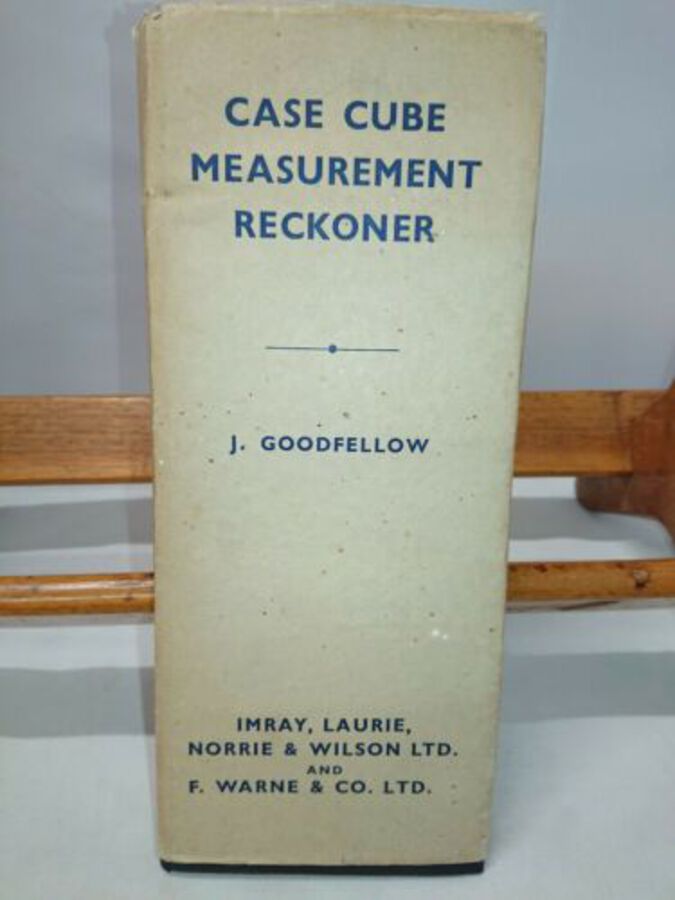 CASE CUBE
MEASUREMENT
RECKONER
J. GOODFELLOW
IMRAY, LAURIE,
NORRIE & WILSON LTD.
AND
F. WARNE & CO. LTD.